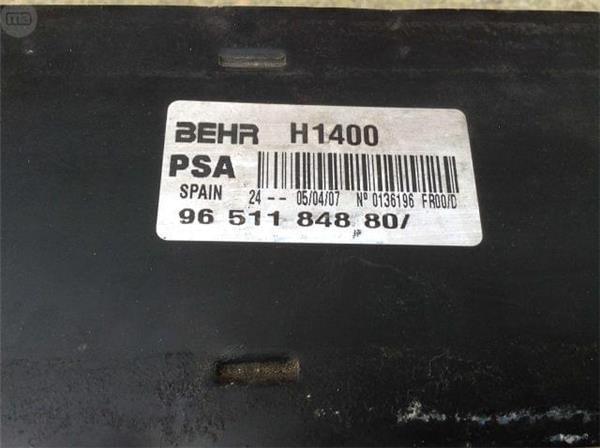 BEHR H1400
PSA
SPAIN 24 -- 05/04/07 Nº 0136196 FR00/D
96 511 848 80/